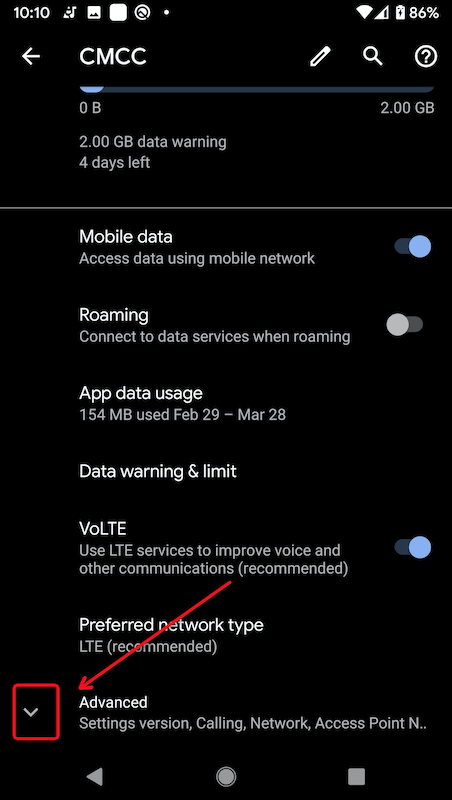 10:10
86%
CMCC
0 B
2.00 GB
2.00 GB data warning
4 days left
Mobile data
Access data using mobile network
Roaming
Connect to data services when roaming
App data usage
154 MB used Feb 29 – Mar 28
Data warning & limit
VoLTE
Use LTE services to improve voice and
other communications (recommended)
Preferred network type
LTE (recommended)
Advanced
Settings version, Calling, Network, Access Point N..